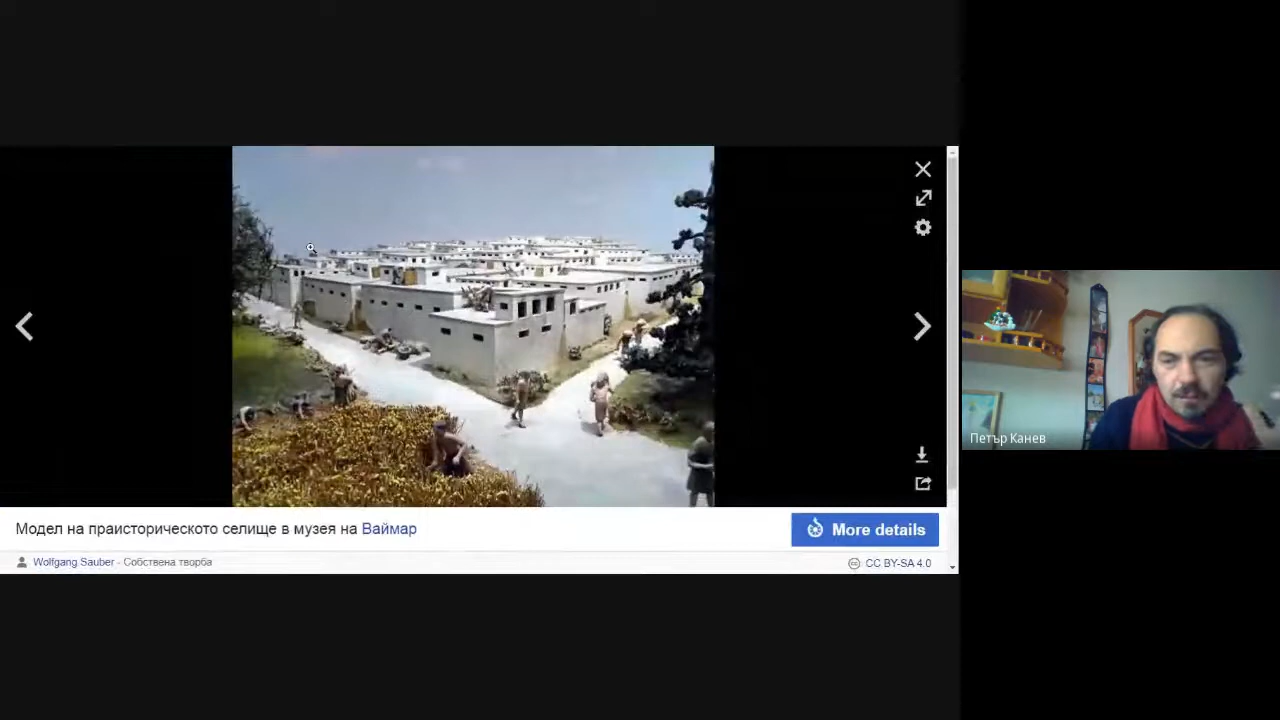 Модел на праисторическото селище в музея на Ваймар
More details
Wolfgang Sauber - Собствена творба
CC BY-SA 4.0
Петър Канев